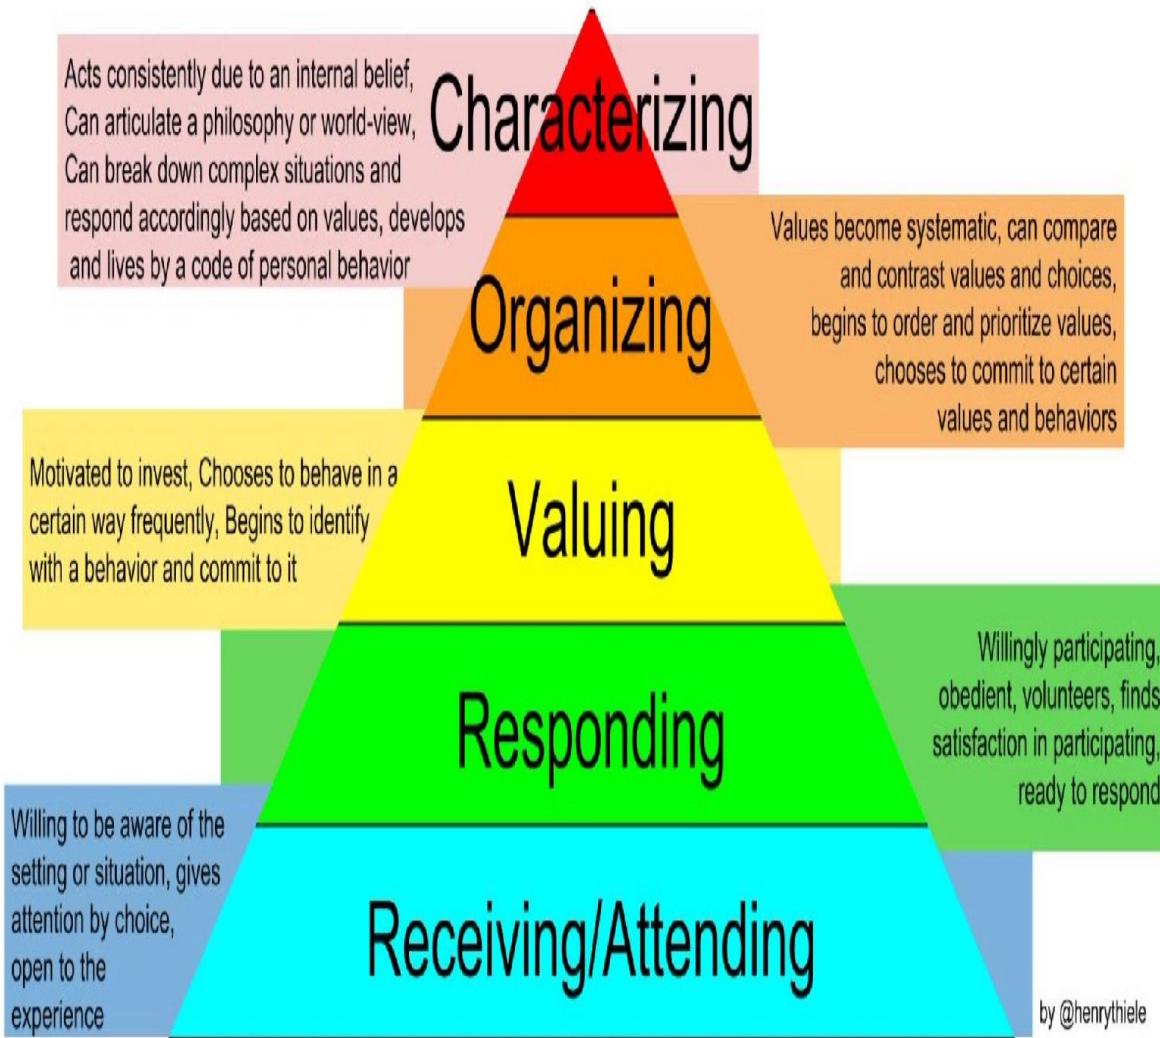 Acts consistently due to an internal belief,
Can articulate a philosophy or world-view,
Can break down complex situations and
respond accordingly based on values, develops
and lives by a code of personal behavior
Characterizing
Values become systematic, can compare
and contrast values and choices,
begins to order and prioritize values,
chooses to commit to certain
values and behaviors
Organizing
Motivated to invest, Chooses to behave in a
certain way frequently, Begins to identify
with a behavior and commit to it
Valuing
Willingly participating,
obedient, volunteers, finds
satisfaction in participating,
ready to respond
Responding
Willing to be aware of the
setting or situation, gives
attention by choice,
open to the
experience
Receiving/Attending
by @henrythiele